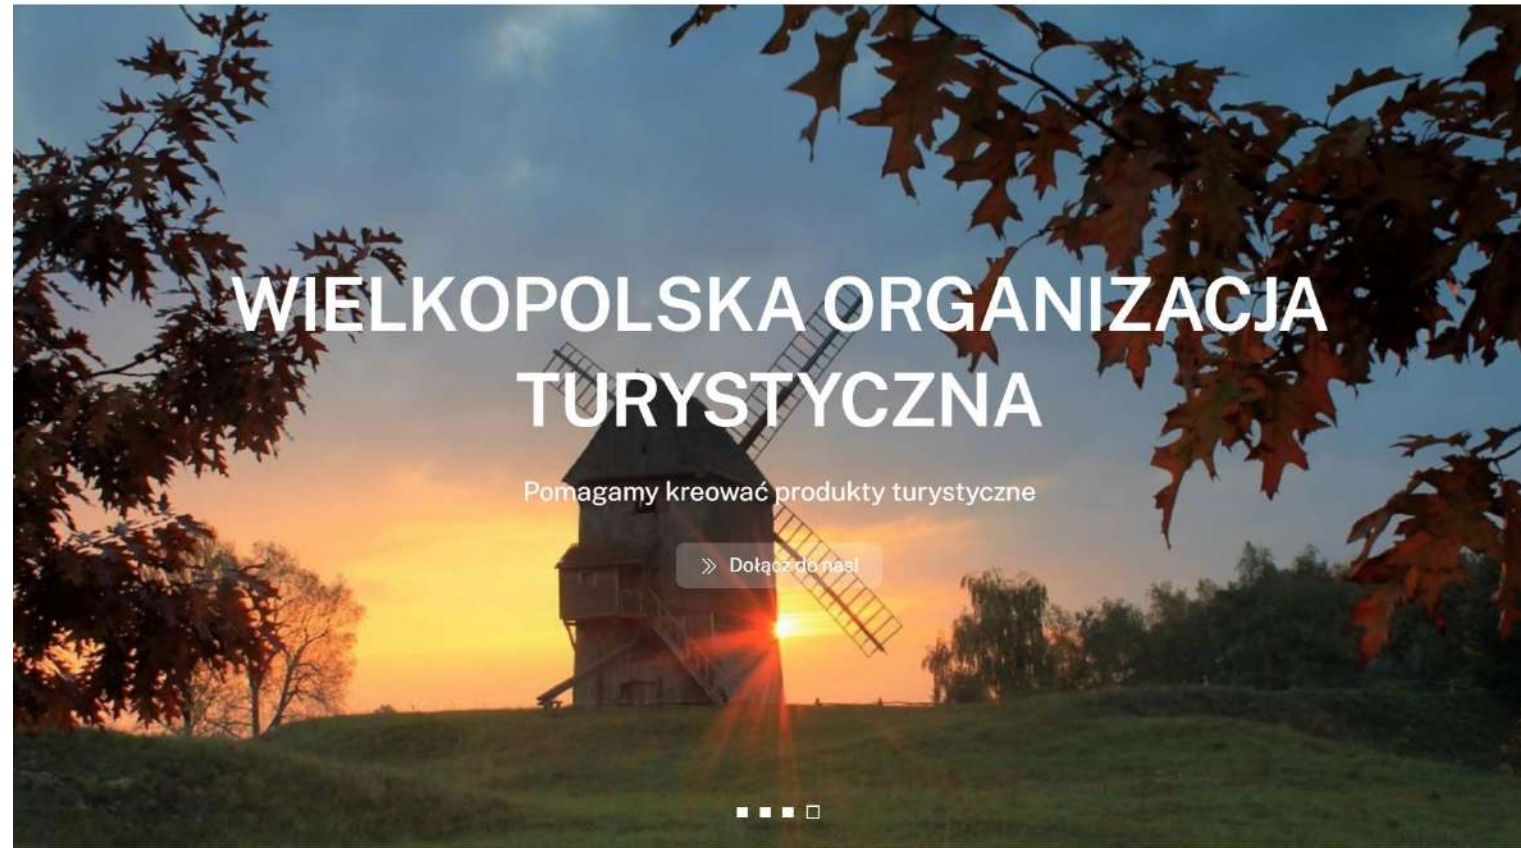 WIELKOPOLSKA ORGANIZACJA
TURYSTYCZNA
Pomagamy kreować produkty turystyczne
Dołącz do nas!